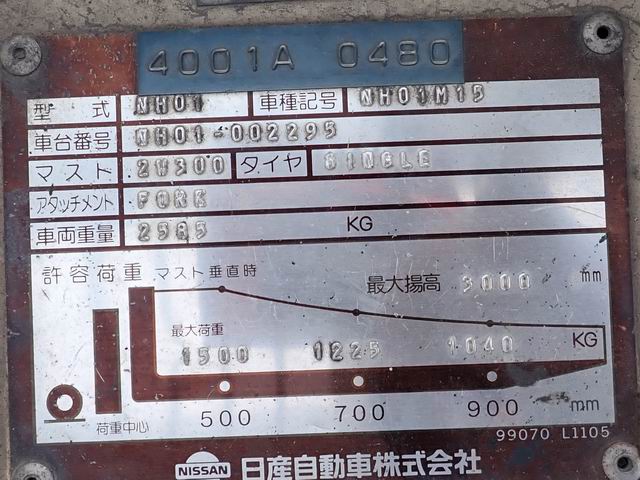 4001A 0480
型式 NH01 車種記号 NH01M15
車台番号 NH01-002295
マスト 2W300 タイヤ SINGLE
アタッチメント FORK
車両重量 2585 KG
許容荷重 マスト垂直時 最大揚高 3000 mm
最大荷重
1500 1225 1040 KG
荷重中心 500 700 900 mm
99070 L1105
NISSAN 日産自動車株式会社